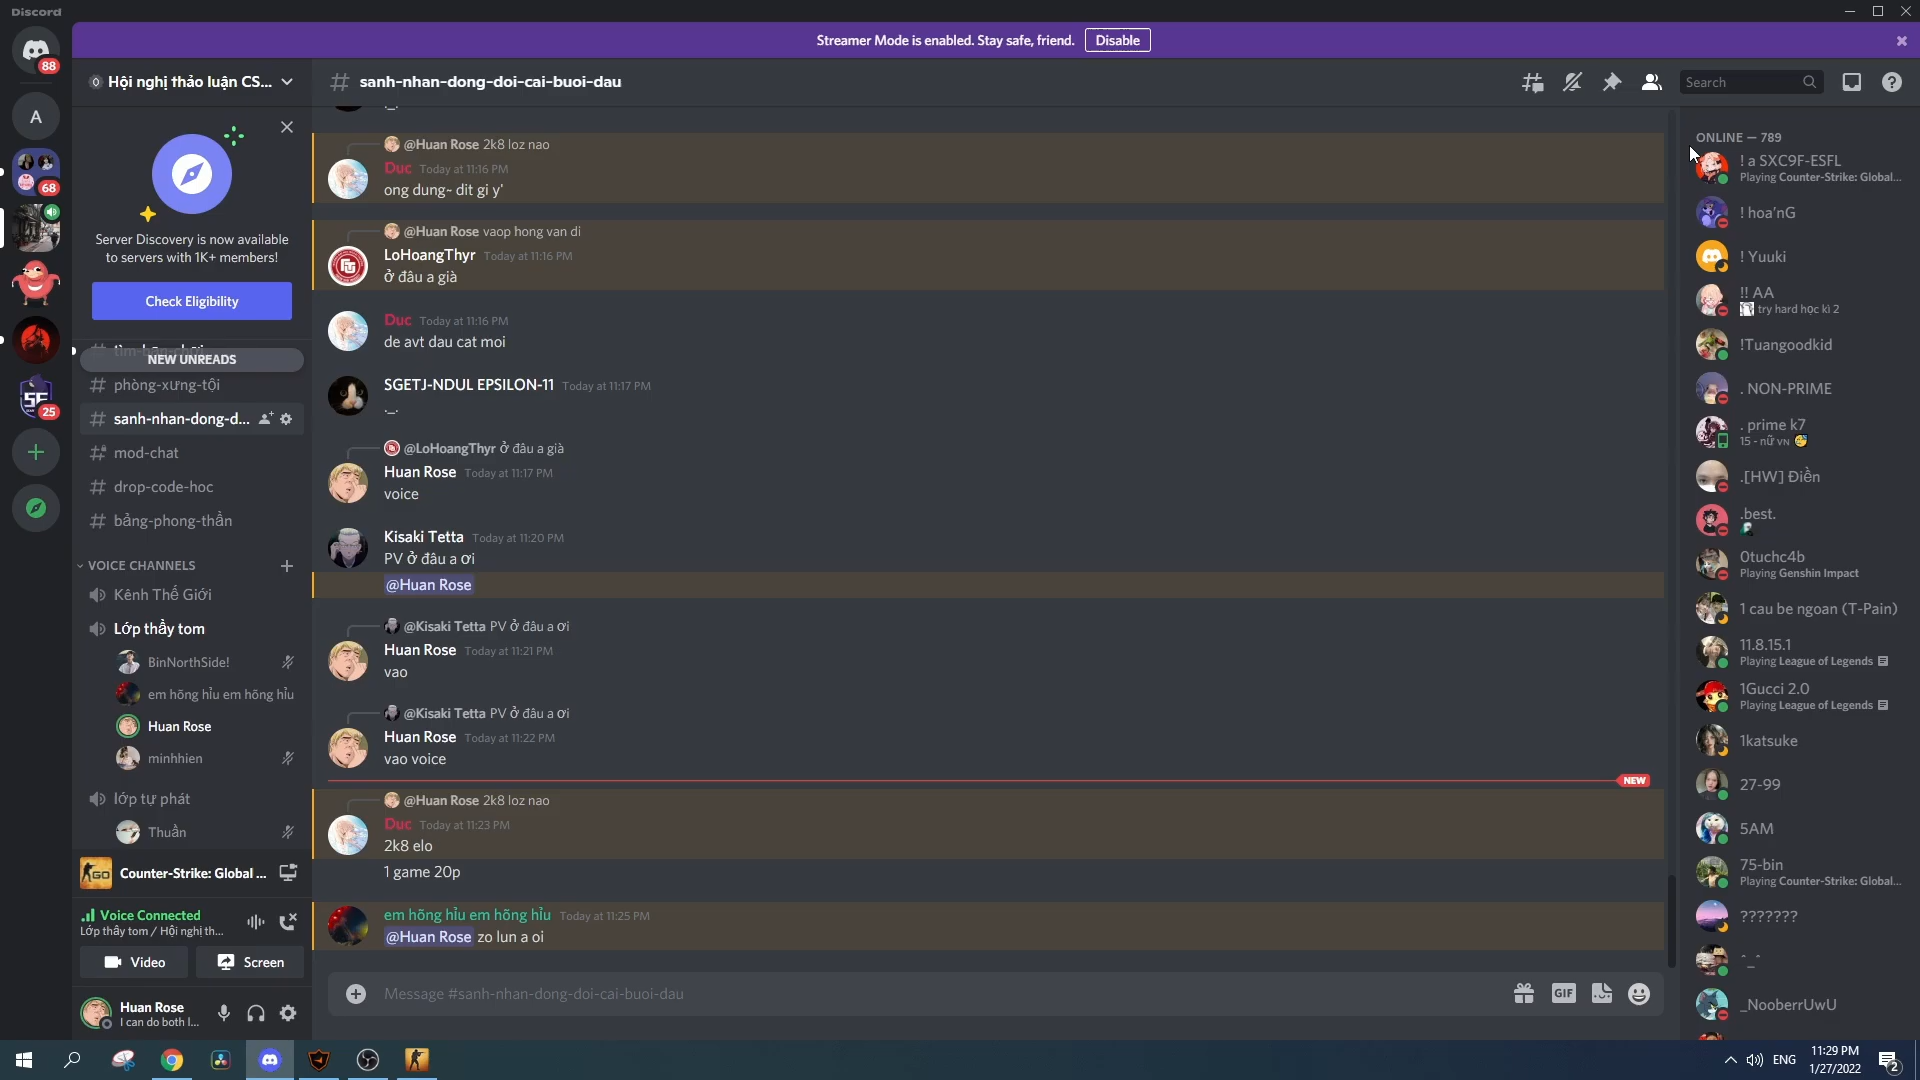 Discord
88
Streamer Mode is enabled. Stay safe, friend.
Disable
Hội nghị thảo luận CS...
sanh-nhan-dong-doi-cai-buoi-dau
Search
A
68
25
Server Discovery is now available
to servers with 1K+ members!
Check Eligibility
NEW UNREADS
phòng-xưng-tội
sanh-nhan-dong-d...
mod-chat
drop-code-hoc
bảng-phong-thần
VOICE CHANNELS
Kênh Thế Giới
Lớp thầy tom
BinNorthSide!
em hõng hỉu em hõng hỉu
Huan Rose
minhhien
lớp tự phát
Thuần
GO
Counter-Strike: Global ...
Voice Connected
Lớp thầy tom / Hội nghị th...
Video
Screen
Huan Rose
I can do both I...
._.
@Huan Rose 2k8 loz nao
Duc Today at 11:16 PM
ong dung~ dit gi y'
@Huan Rose vaop hong van di
LoHoangThyr Today at 11:16 PM
ở đâu a già
Duc Today at 11:16 PM
de avt dau cat moi
SGETJ-NDUL EPSILON-11 Today at 11:17 PM
._.
@LoHoangThyr ở đâu a già
Huan Rose Today at 11:17 PM
voice
Kisaki Tetta Today at 11:20 PM
PV ở đâu a ơi
@Huan Rose
@Kisaki Tetta PV ở đâu a ơi
Huan Rose Today at 11:21 PM
vao
@Kisaki Tetta PV ở đâu a ơi
Huan Rose Today at 11:22 PM
vao voice
NEW
@Huan Rose 2k8 loz nao
Duc Today at 11:23 PM
2k8 elo
1 game 20p
em hõng hỉu em hõng hỉu Today at 11:25 PM
@Huan Rose zo lun a oi
Message #sanh-nhan-dong-doi-cai-buoi-dau
GIF
ONLINE — 789
! a SXC9F-ESFL
Playing Counter-Strike: Global...
! hoa'nG
! Yuuki
!! AA
try hard học kì 2
!Tuangoodkid
. NON-PRIME
. prime k7
15 - nữ VN
.[HW] Điền
.best.
0tuchc4b
Playing Genshin Impact
1 cau be ngoan (T-Pain)
11.8.15.1
Playing League of Legends
1Gucci 2.0
Playing League of Legends
1katsuke
27-99
5AM
75-bin
Playing Counter-Strike: Global...
???????
^_^
_NooberrUwU
ENG
11:29 PM
1/27/2022
2